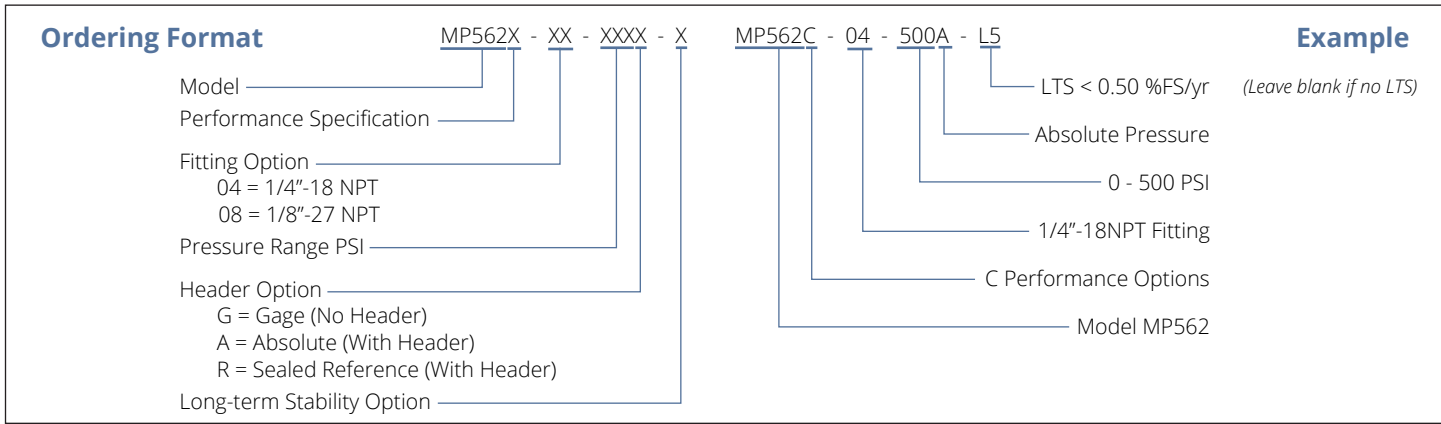 Ordering Format
MP562X - XX - XXXX - X
Model
Performance Specification
Fitting Option
04 = 1/4”-18 NPT
08 = 1/8”-27 NPT
Pressure Range PSI
Header Option
G = Gage (No Header)
A = Absolute (With Header)
R = Sealed Reference (With Header)
Long-term Stability Option
MP562C - 04 - 500A - L5
Example
LTS < 0.50 %FS/yr
(Leave blank if no LTS)
Absolute Pressure
0 - 500 PSI
1/4”-18NPT Fitting
C Performance Options
Model MP562